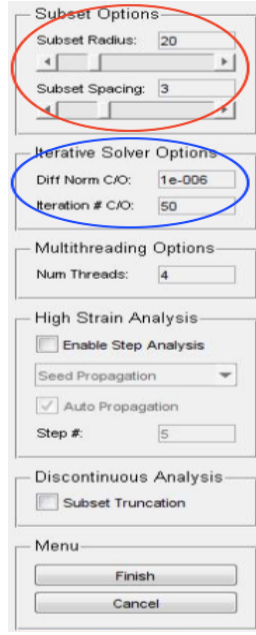 Subset Options
Subset Radius: 20
Subset Spacing: 3
Iterative Solver Options
Diff Norm C/O: 1e-006
Iteration # C/O: 50
Multithreading Options
Num Threads: 4
High Strain Analysis
Enable Step Analysis
Seed Propagation
Auto Propagation
Step #: 5
Discontinuous Analysis
Subset Truncation
Menu
Finish
Cancel